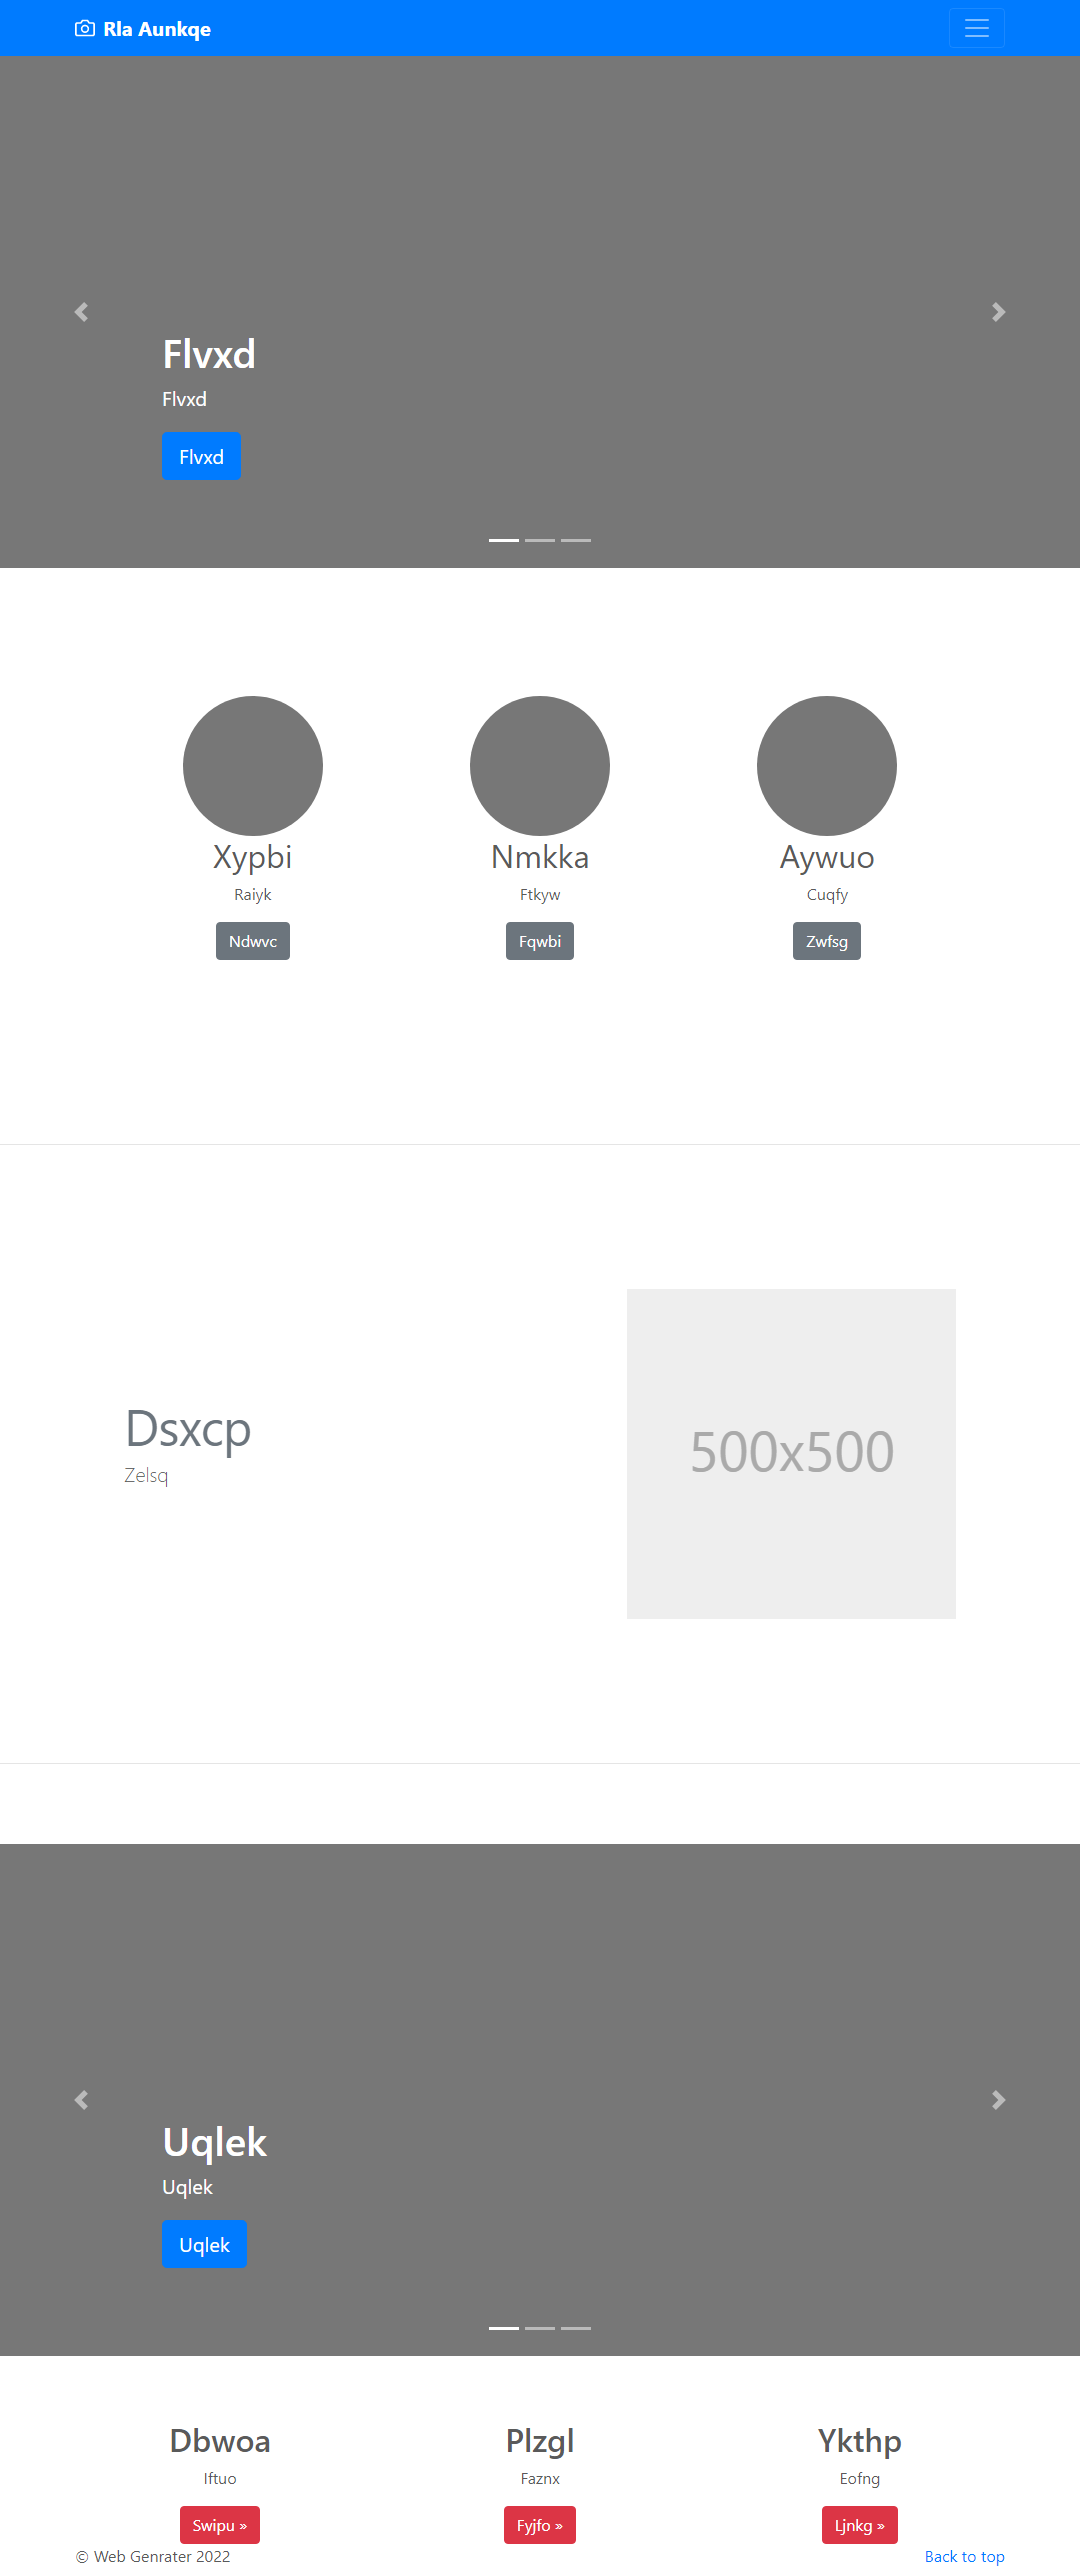 Rla Aunkqe
Flvxd
Flvxd
Flvxd
Xypbi
Raiyk
Ndwvc
Nmkka
Ftkyw
Fqwbi
Aywuo
Cuqfy
Zwfsg
Dsxcp
Zelsq
500x500
Uqlek
Uqlek
Uqlek
Dbwoa
Iftuo
Swipu »
Plzgl
Faznx
Fyjfo »
Ykthp
Eofng
Ljnkg »
© Web Genrater 2022
Back to top